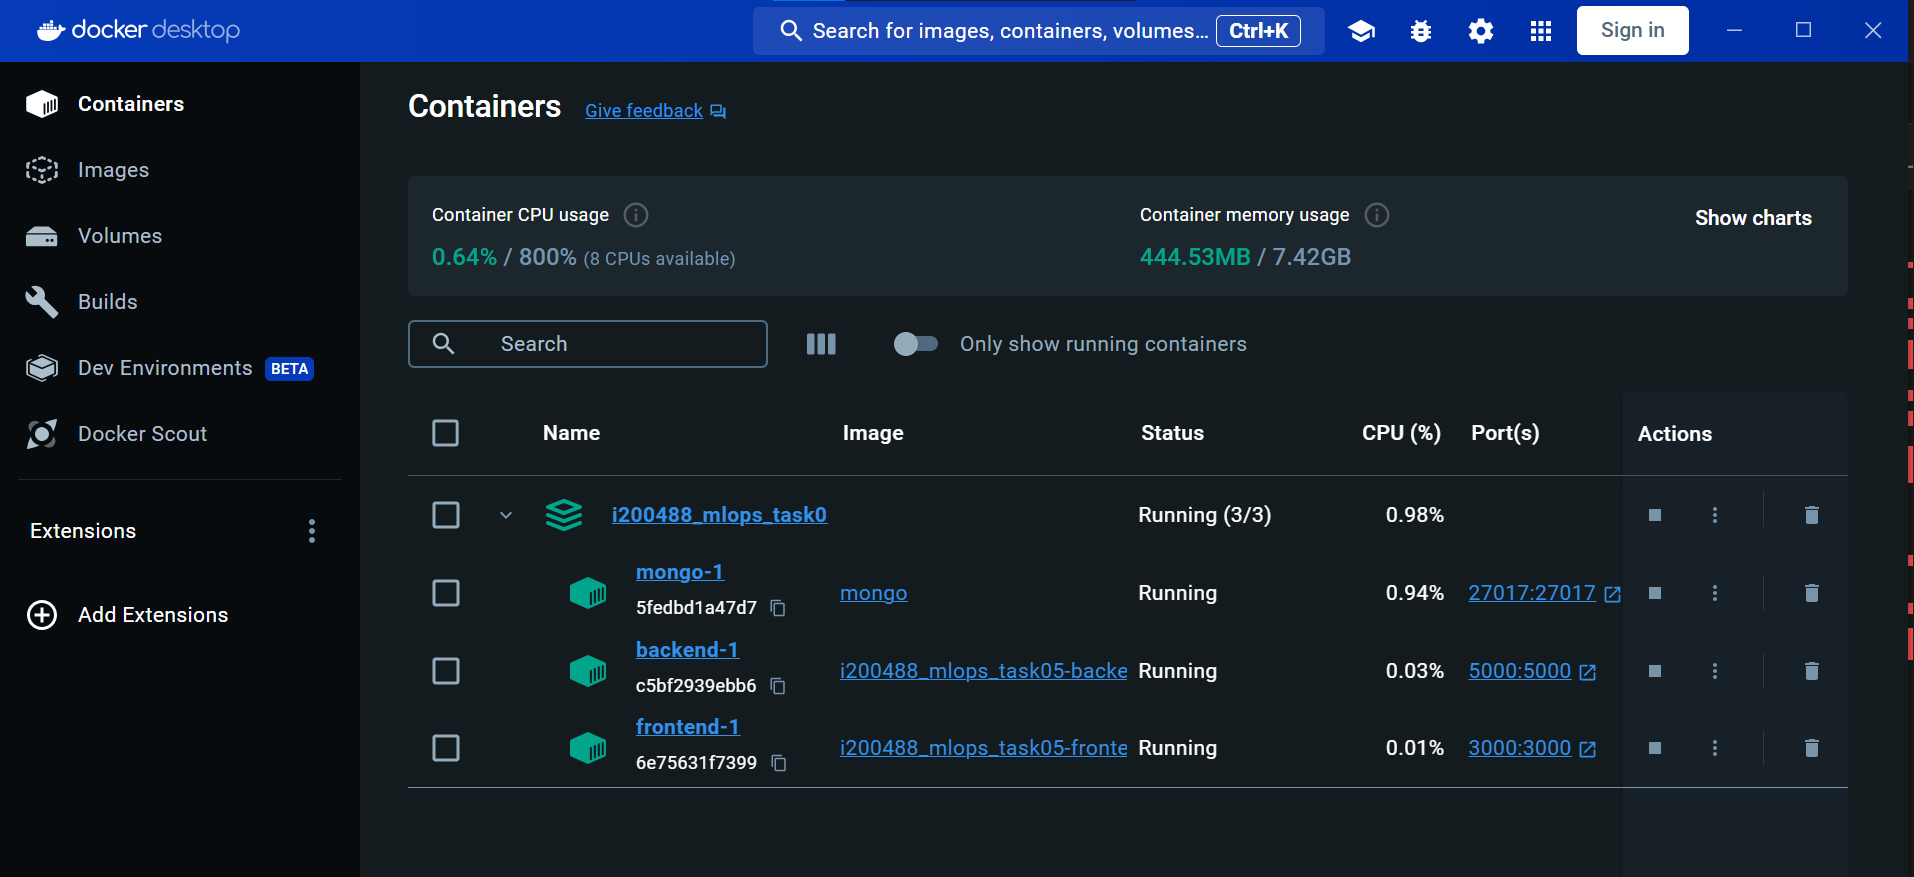 docker desktop
Search for images, containers, volumes... Ctrl+K
Sign in
Containers
Images
Volumes
Builds
Dev Environments BETA
Docker Scout
Extensions
Add Extensions
Containers Give feedback
Container CPU usage
0.64% / 800% (8 CPUs available)
Container memory usage
444.53MB / 7.42GB
Show charts
Search
Only show running containers
Name Image Status CPU (%) Port(s) Actions
i200488_mlops_task0 Running (3/3) 0.98%
mongo-1
5fedbd1a47d7
mongo Running 0.94% 27017:27017
backend-1
c5bf2939ebb6
i200488_mlops_task05-backe Running 0.03% 5000:5000
frontend-1
6e75631f7399
i200488_mlops_task05-fronte Running 0.01% 3000:3000